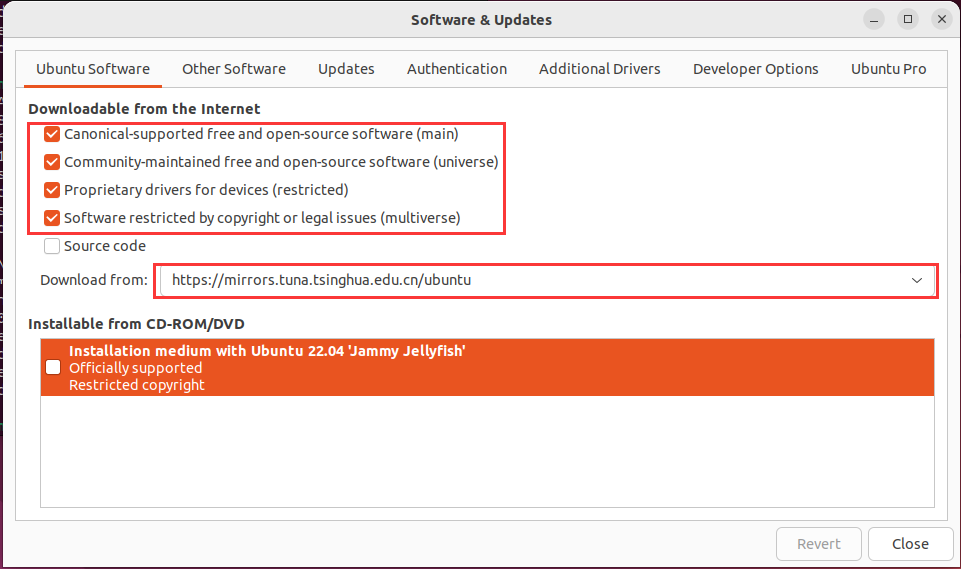 Software & Updates
Ubuntu Software
Other Software
Updates
Authentication
Additional Drivers
Developer Options
Ubuntu Pro
Downloadable from the Internet
Canonical-supported free and open-source software (main)
Community-maintained free and open-source software (universe)
Proprietary drivers for devices (restricted)
Software restricted by copyright or legal issues (multiverse)
Source code
Download from: https://mirrors.tuna.tsinghua.edu.cn/ubuntu
Installable from CD-ROM/DVD
Installation medium with Ubuntu 22.04 'Jammy Jellyfish'
Officially supported
Restricted copyright
Revert
Close